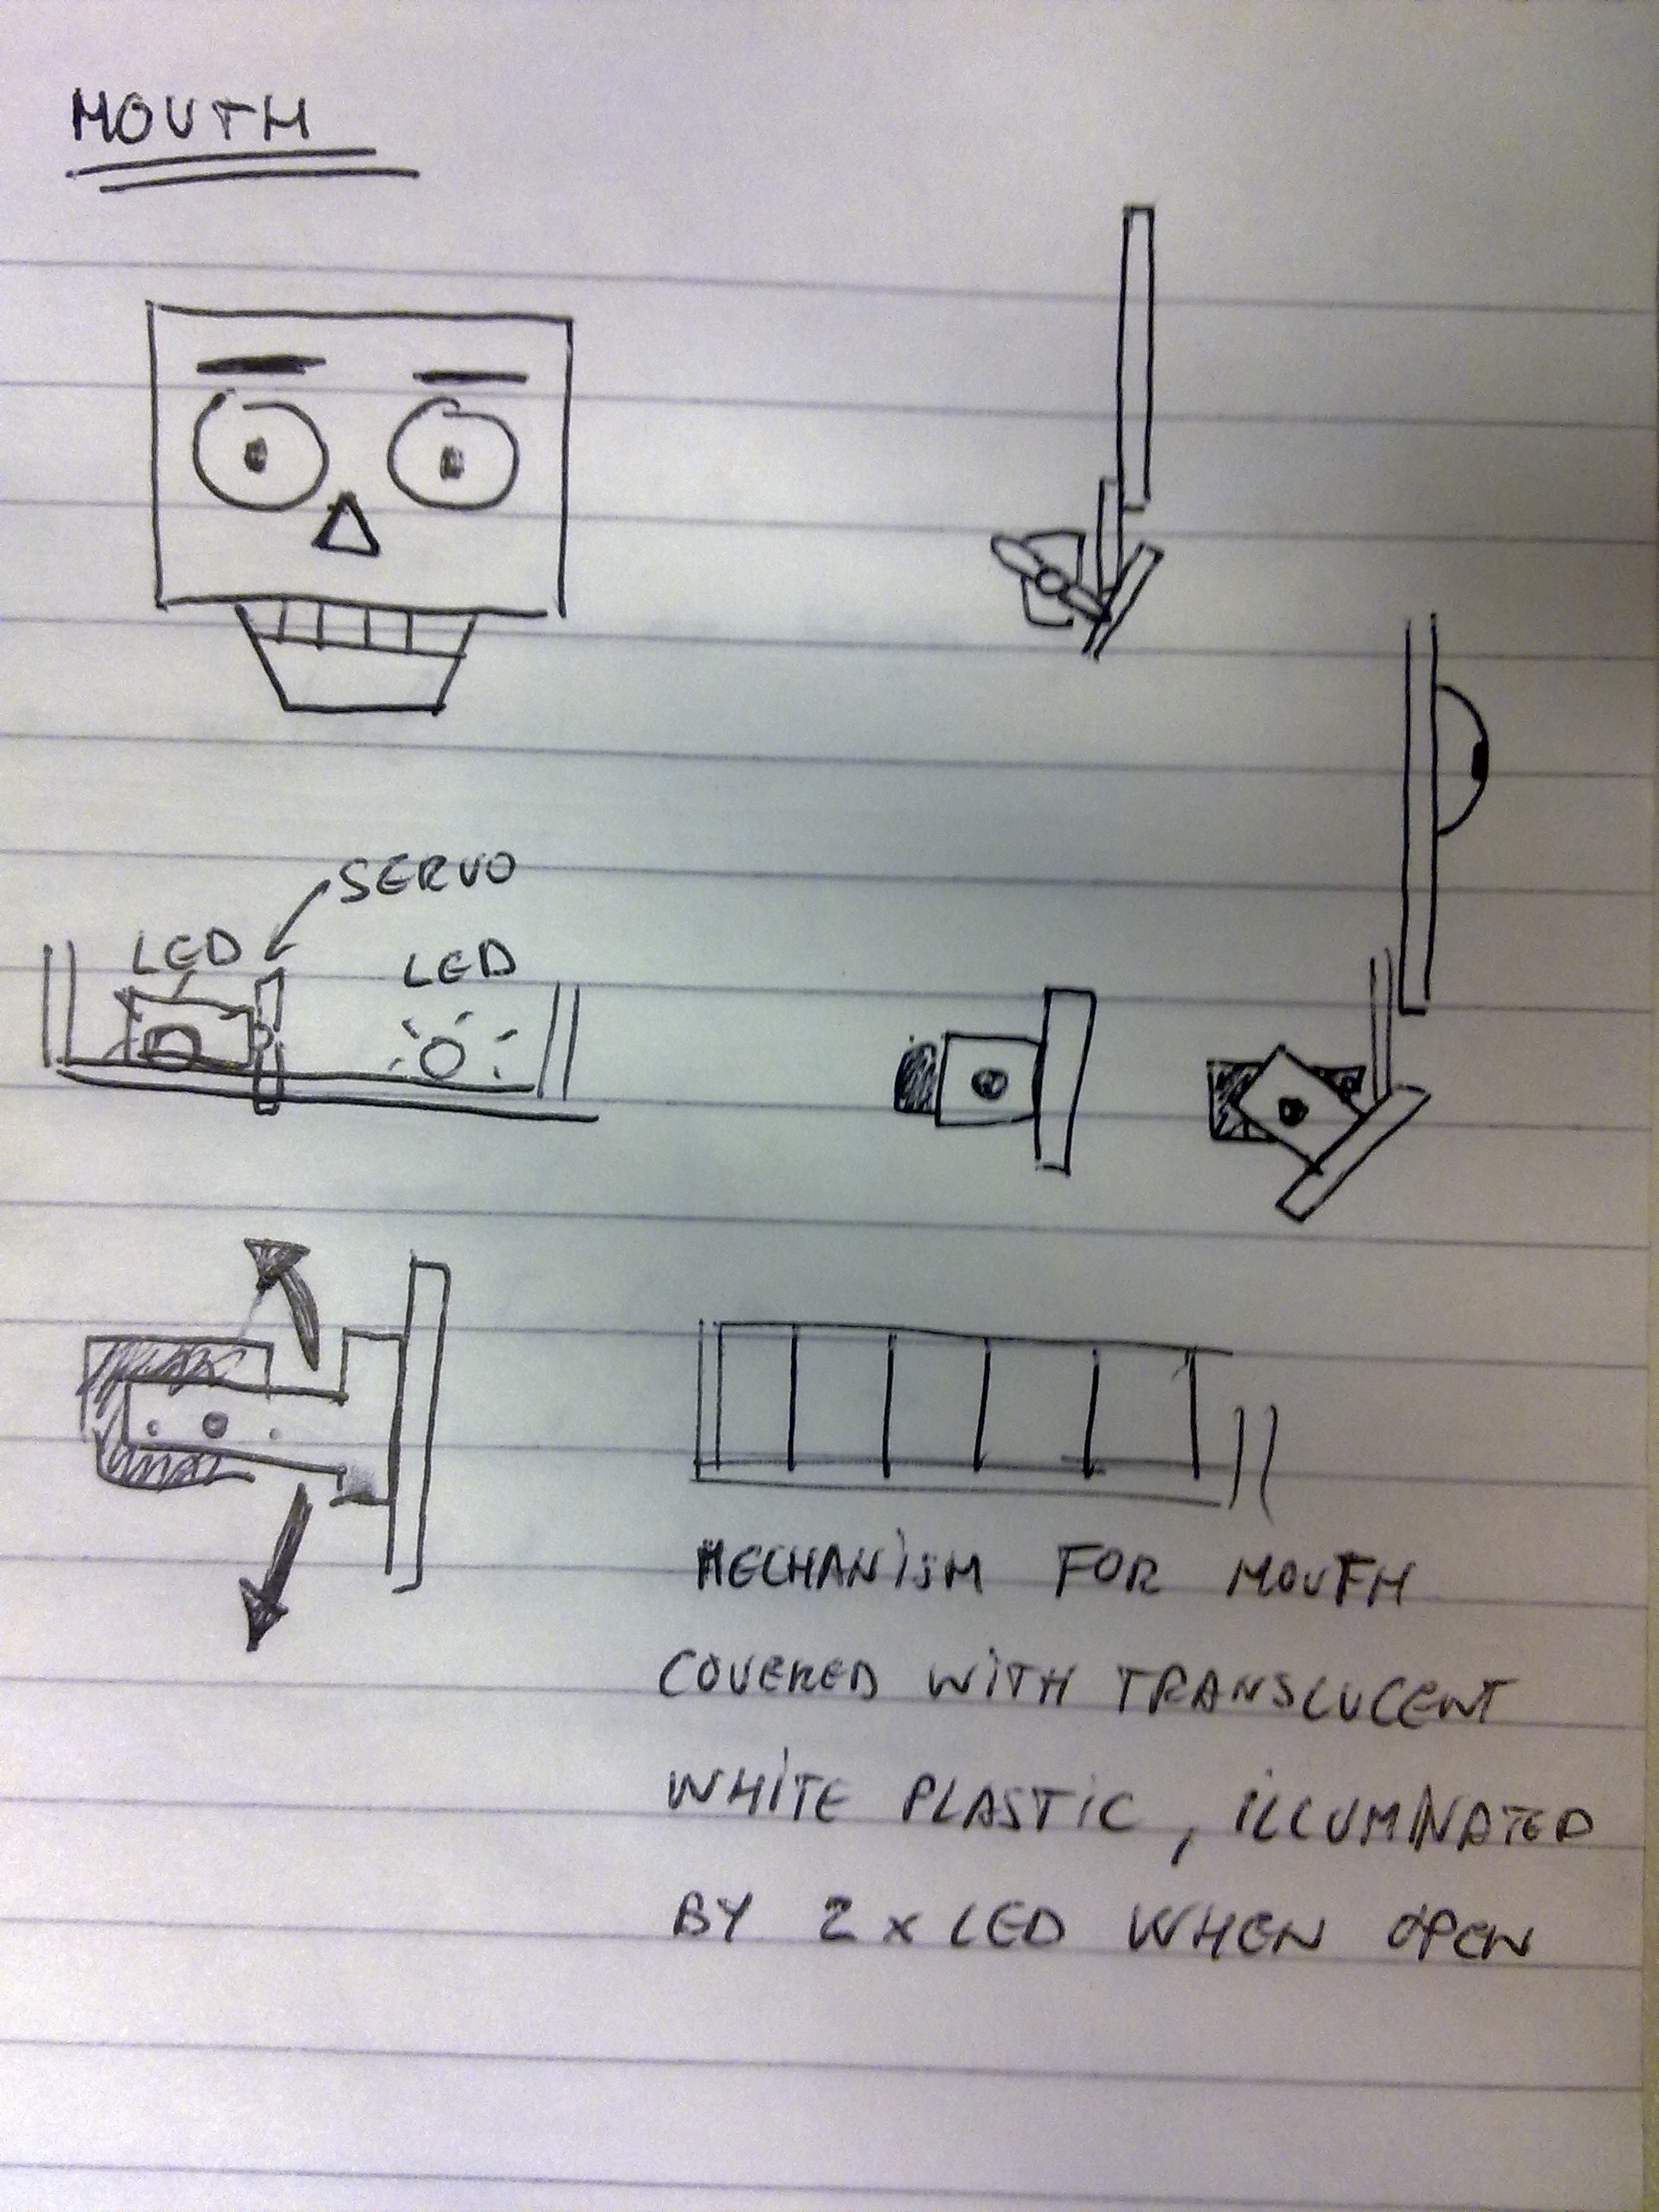 MOUTH
SERVO
LED
LED
MECHANISM FOR MOUTH
COVERED WITH TRANSLUCENT
WHITE PLASTIC, ILLUMINATED
BY 2 x LED WHEN OPEN